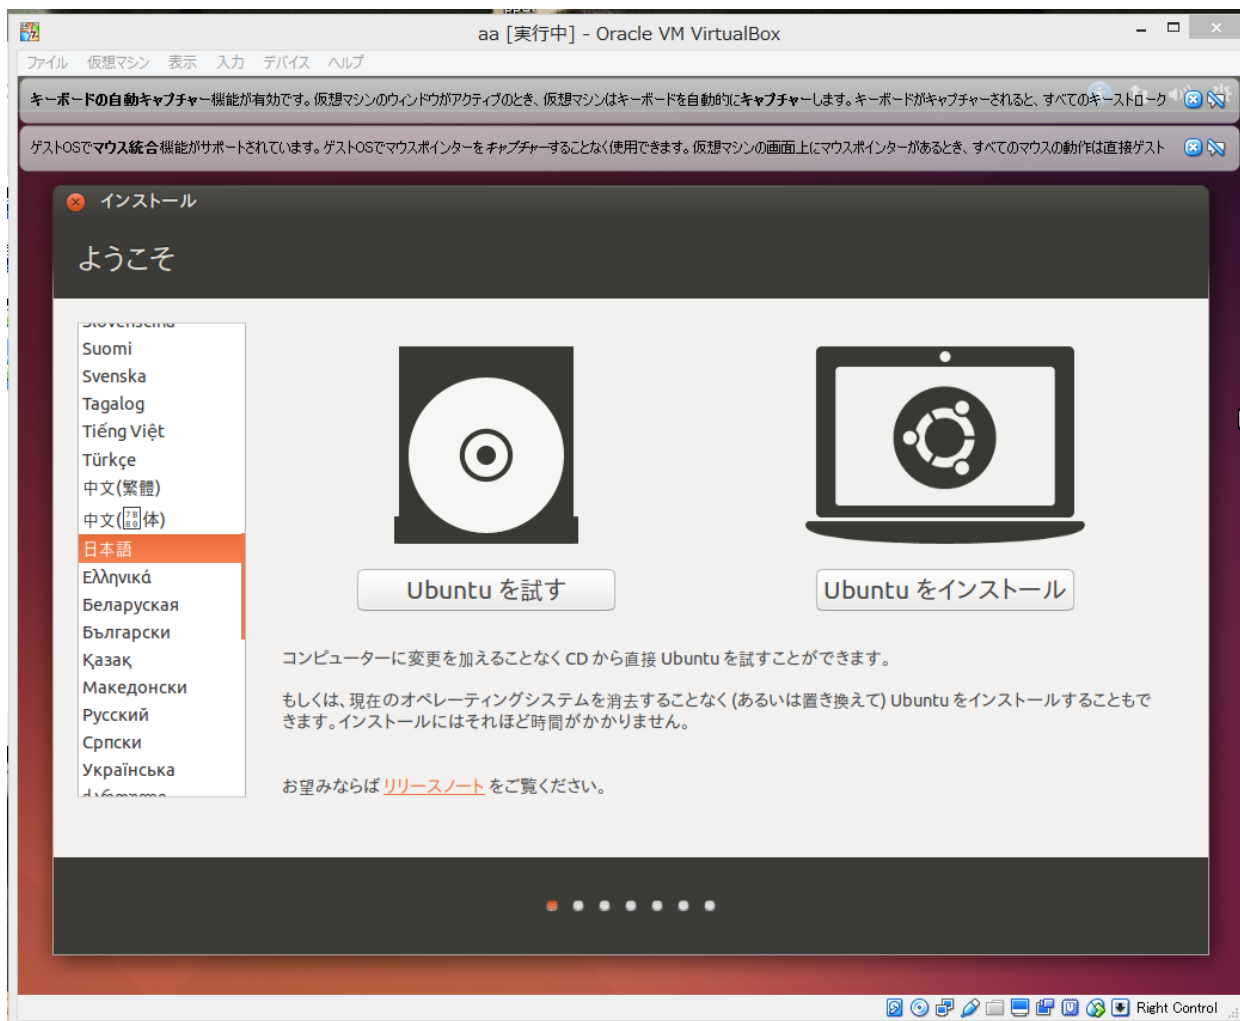 aa [実行中] - Oracle VM VirtualBox
ファイル 仮想マシン 表示 入力 デバイス ヘルプ
キーボードの自動キャプチャー機能が有効です。仮想マシンのウィンドウがアクティブのとき、仮想マシンはキーボードを自動的にキャプチャーします。キーボードがキャプチャーされると、すべてのキーストローク
ゲストOSでマウス統合機能がサポートされています。ゲストOSでマウスポインターをキャプチャーすることなく使用できます。仮想マシンの画面上にマウスポインターがあるとき、すべてのマウスの動作は直接ゲスト
インストール
ようこそ
Suomi
Svenska
Tagalog
Tiếng Việt
Türkçe
中文(繁體)
中文(体)
日本語
Ελληνικά
Беларуская
Български
Қазақ
Македонски
Русский
Српски
Українська
Ubuntu を試す
Ubuntu をインストール
コンピューターに変更を加えることなく CD から直接 Ubuntu を試すことができます。
もしくは、現在のオペレーティングシステムを消去することなく (あるいは置き換えて) Ubuntu をインストールすることもで
きます。インストールにはそれほど時間がかかりません。
お望みならば リリースノート をご覧ください。
Right Control